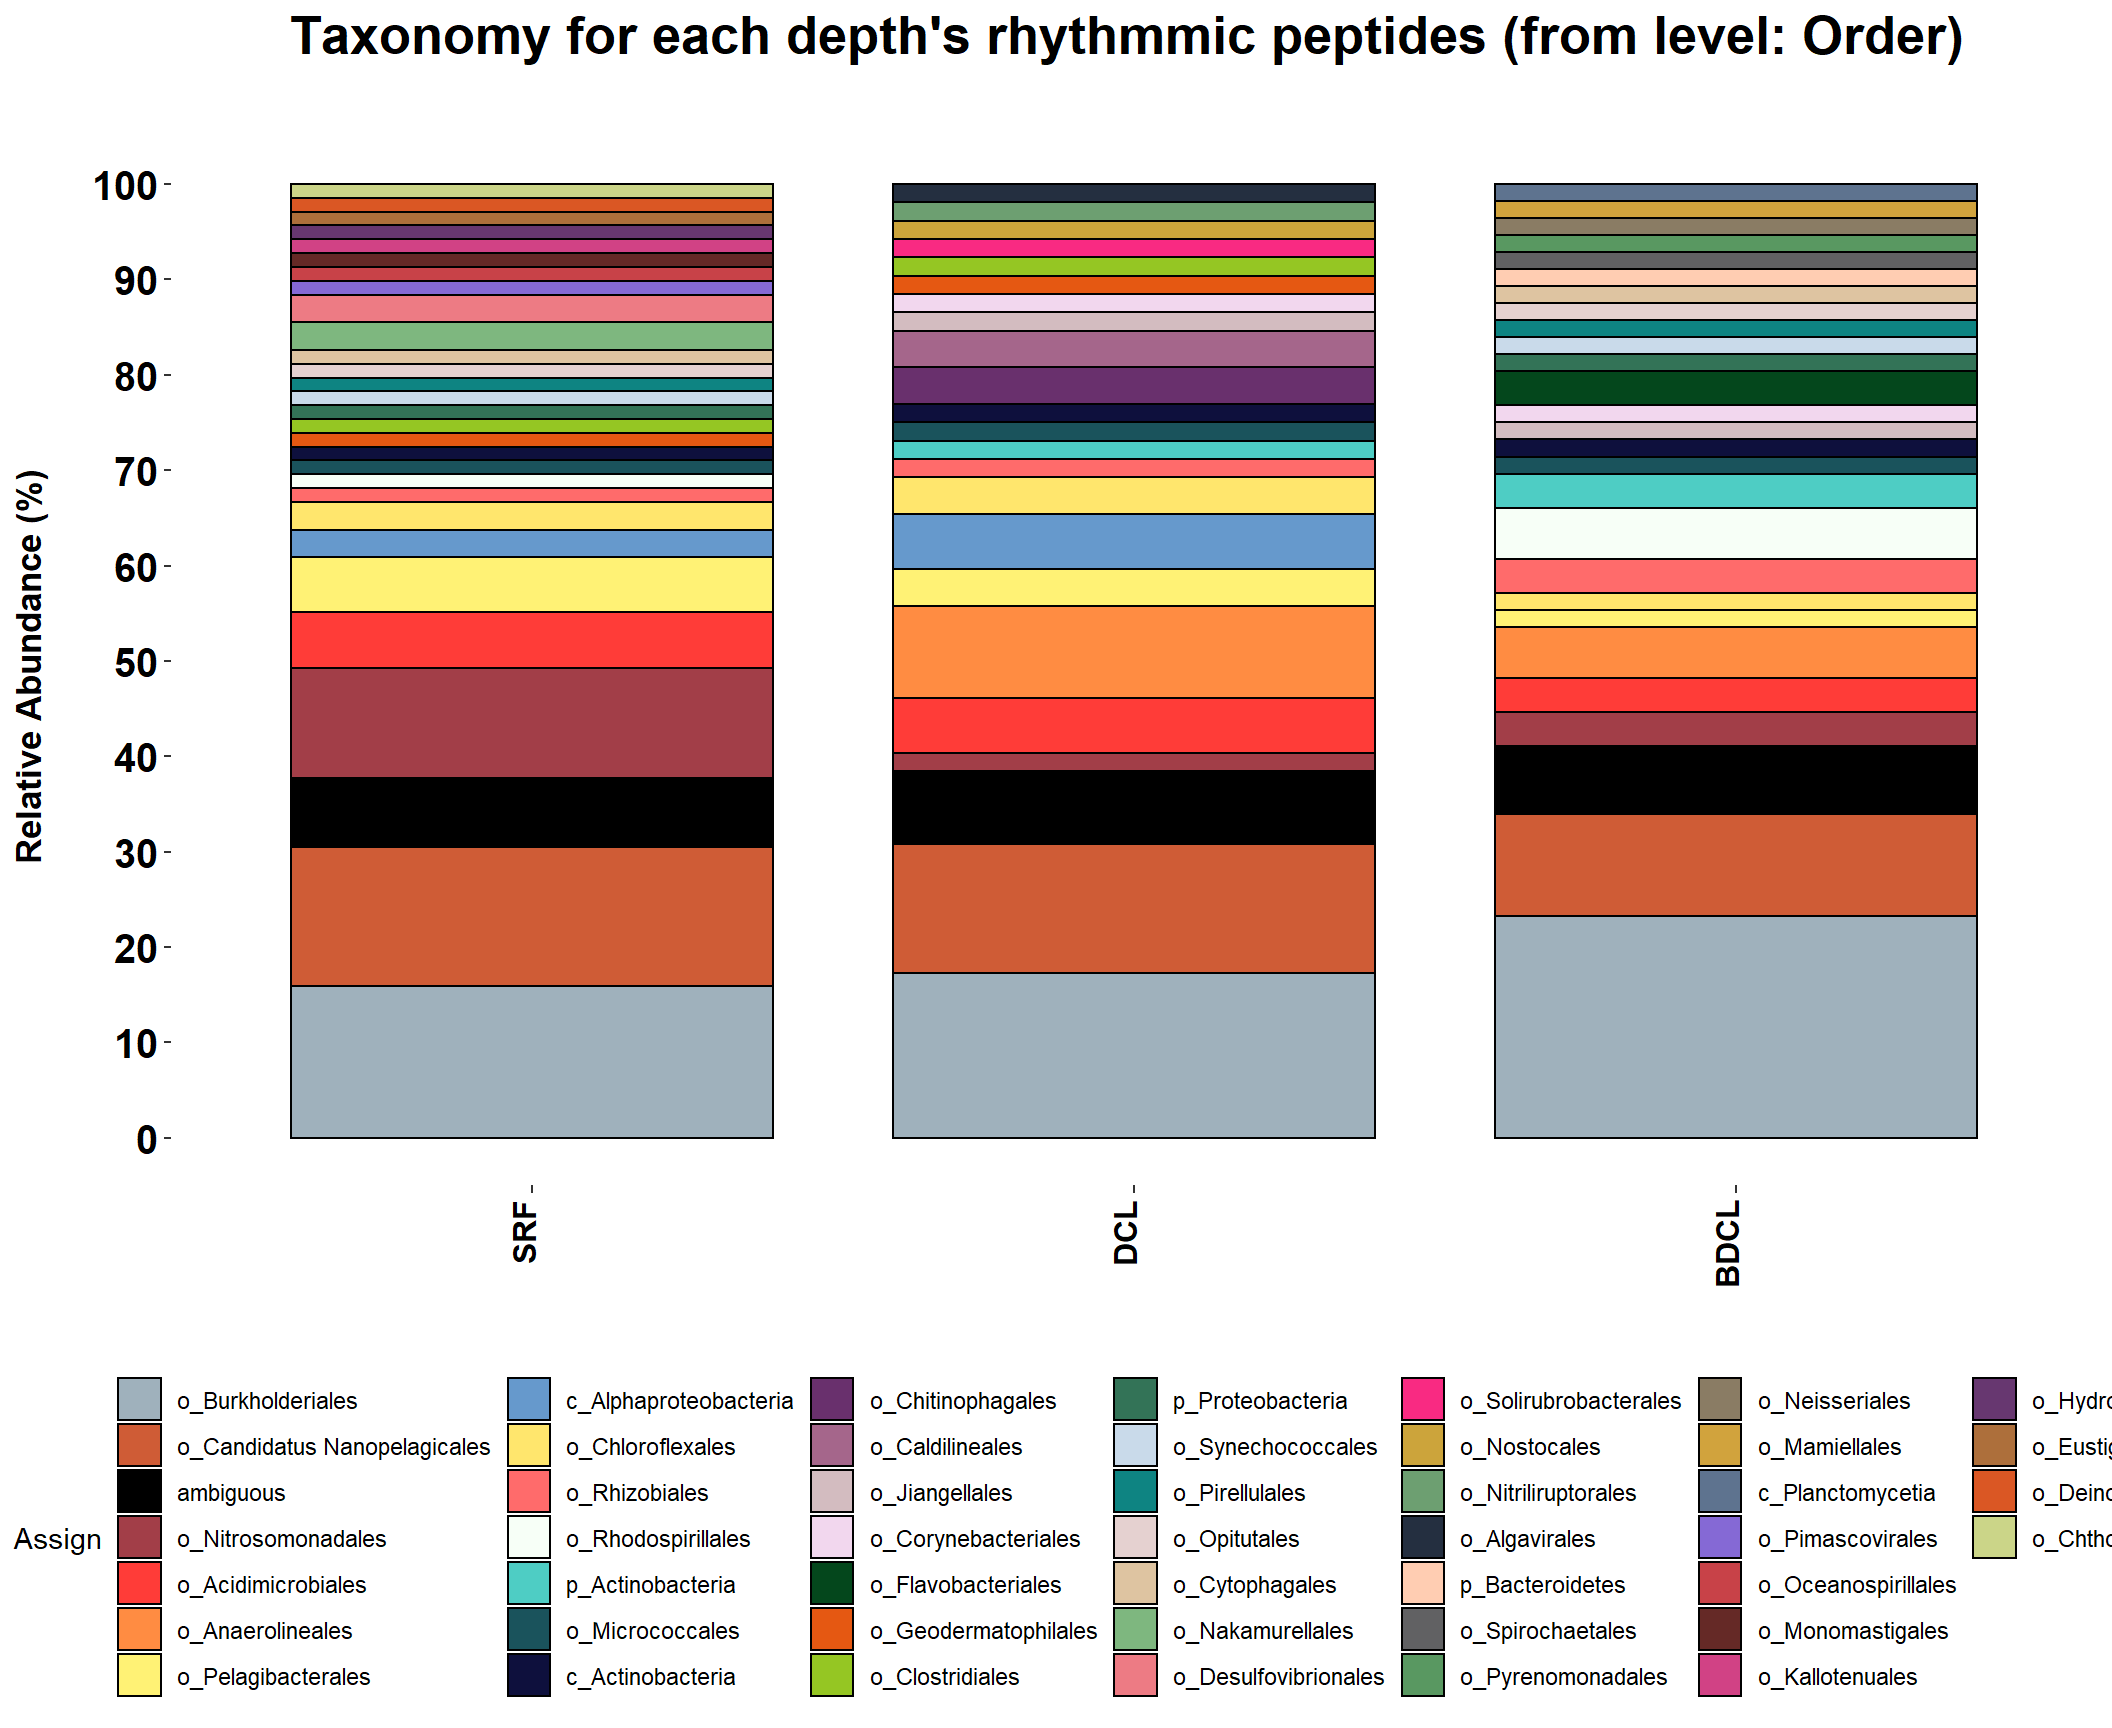 Taxonomy for each depth's rhythmmic peptides (from level: Order)
Relative Abundance (%)
100
90
80
70
60
50
40
30
20
10
0
SRF
DCL
BDCL
Assign
o_Burkholderiales
o_Candidatus Nanopelagicales
ambiguous
o_Nitrosomonadales
o_Acidimicrobiales
o_Anaerolineales
o_Pelagibacterales
c_Alphaproteobacteria
o_Chloroflexales
o_Rhizobiales
o_Rhodospirillales
p_Actinobacteria
o_Micrococcales
c_Actinobacteria
o_Chitinophagales
o_Caldilineales
o_Jiangellales
o_Corynebacteriales
o_Flavobacteriales
o_Geodermatophilales
o_Clostridiales
p_Proteobacteria
o_Synechococcales
o_Pirellulales
o_Opitutales
o_Cytophagales
o_Nakamurellales
o_Desulfovibrionales
o_Solirubrobacterales
o_Nostocales
o_Nitriliruptorales
o_Algavirales
p_Bacteroidetes
o_Spirochaetales
o_Pyrenomonadales
o_Neisseriales
o_Mamiellales
c_Planctomycetia
o_Pimascovirales
o_Oceanospirillales
o_Monomastigales
o_Kallotenuales